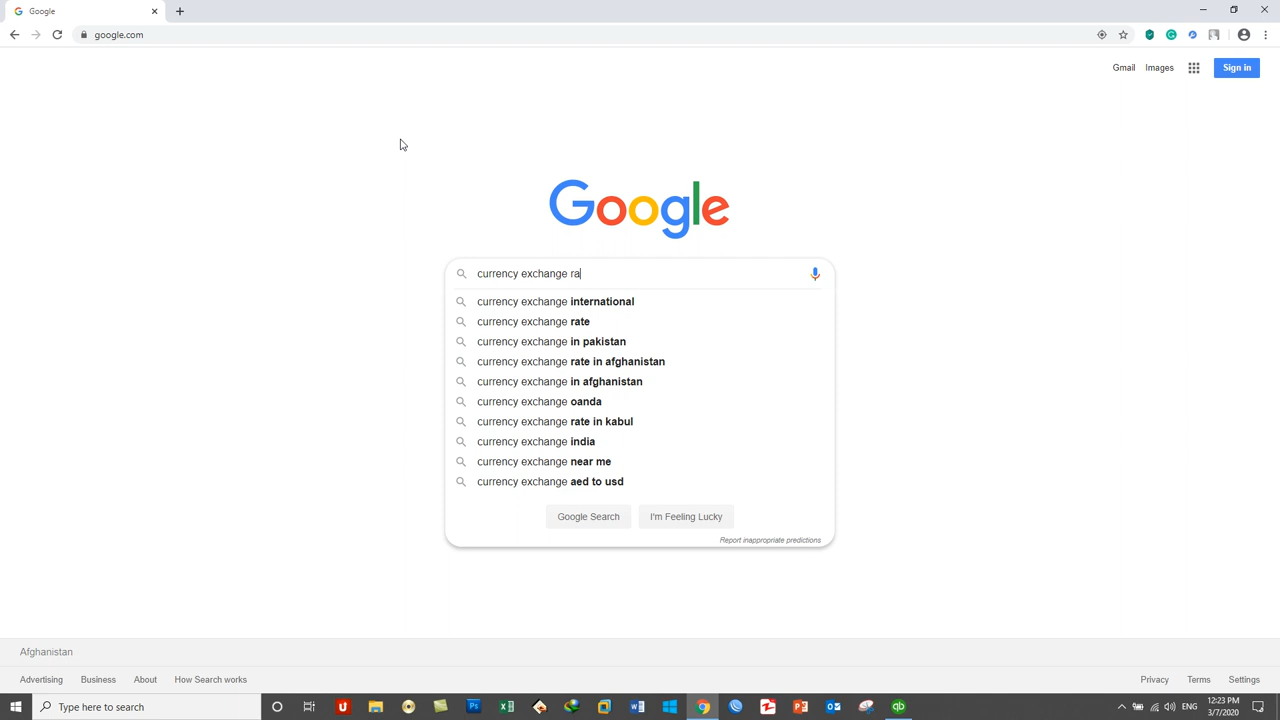 Google
google.com
Gmail Images Sign in
Google
currency exchange ra
currency exchange international
currency exchange rate
currency exchange in pakistan
currency exchange rate in afghanistan
currency exchange in afghanistan
currency exchange oanda
currency exchange rate in kabul
currency exchange india
currency exchange near me
currency exchange aed to usd
Google Search I'm Feeling Lucky
Report inappropriate predictions
Afghanistan
Advertising Business About How Search works Privacy Terms Settings
Type here to search
ENG
12:23 PM
3/7/2020